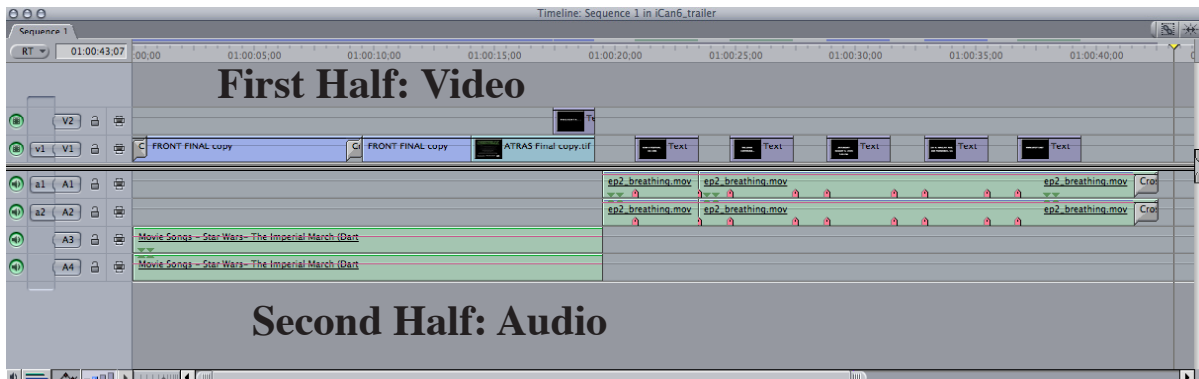 Timeline: Sequence 1 in iCan6_trailer
Sequence 1
RT 01:00:43;07 :00;00 01:00:05;00 01:00:10;00 01:00:15;00 01:00:20;00 01:00:25;00 01:00:30;00 01:00:35;00 01:00:40;00
First Half: Video
V2 Te
v1 V1 C FRONT FINAL copy Cr FRONT FINAL copy ATRAS Final copy.tif Text Text Text Text Text
a1 A1 ep2_breathing.mov ep2_breathing.mov ep2_breathing.mov Cros
a2 A2 ep2_breathing.mov ep2_breathing.mov ep2_breathing.mov Cros
A3 Movie Songs - Star Wars- The Imperial March (Dart
A4 Movie Songs - Star Wars- The Imperial March (Dart
Second Half: Audio